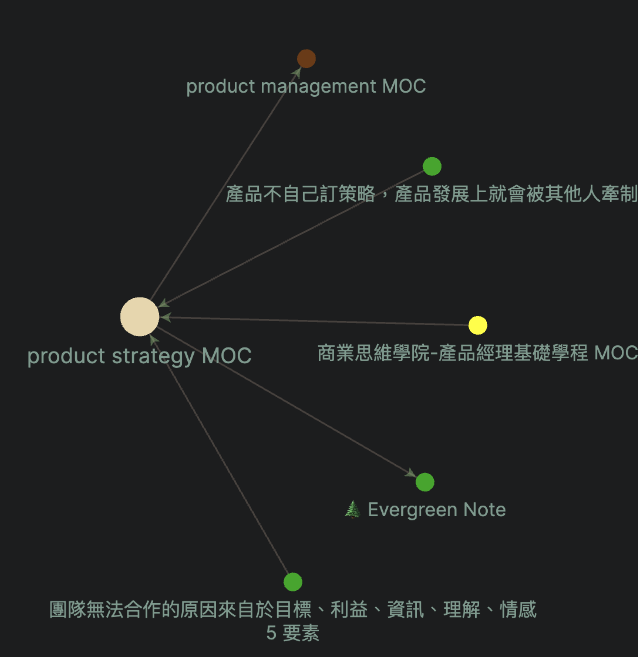 product management MOC
產品不自己訂策略，產品發展上就會被其他人牽制
product strategy MOC
商業思維學院-產品經理基礎學程 MOC
🌲 Evergreen Note
團隊無法合作的原因來自於目標、利益、資訊、理解、情感
5 要素